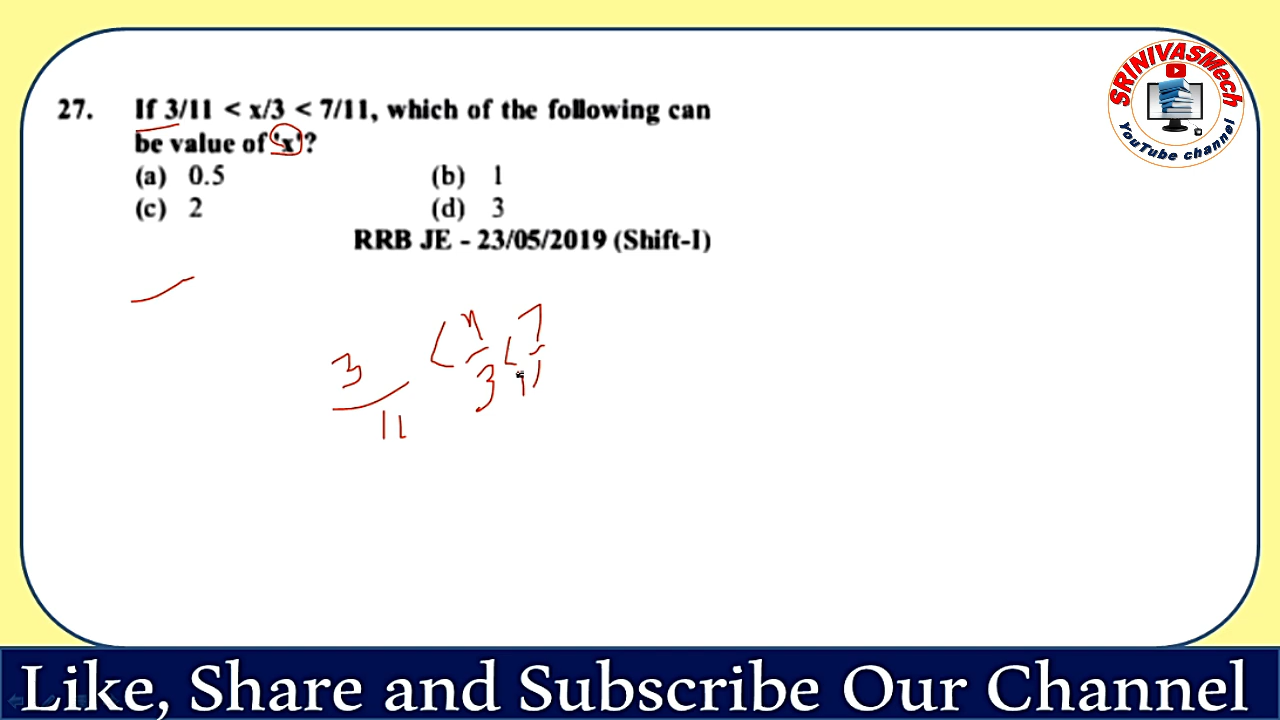 27. If 3/11 < x/3 < 7/11, which of the following can
be value of 'x'?
(a) 0.5 (b) 1
(c) 2 (d) 3
RRB JE - 23/05/2019 (Shift-I)
3/11 < x/3 < 7/11
SRINIVASMech
YouTube channel
Like, Share and Subscribe Our Channel